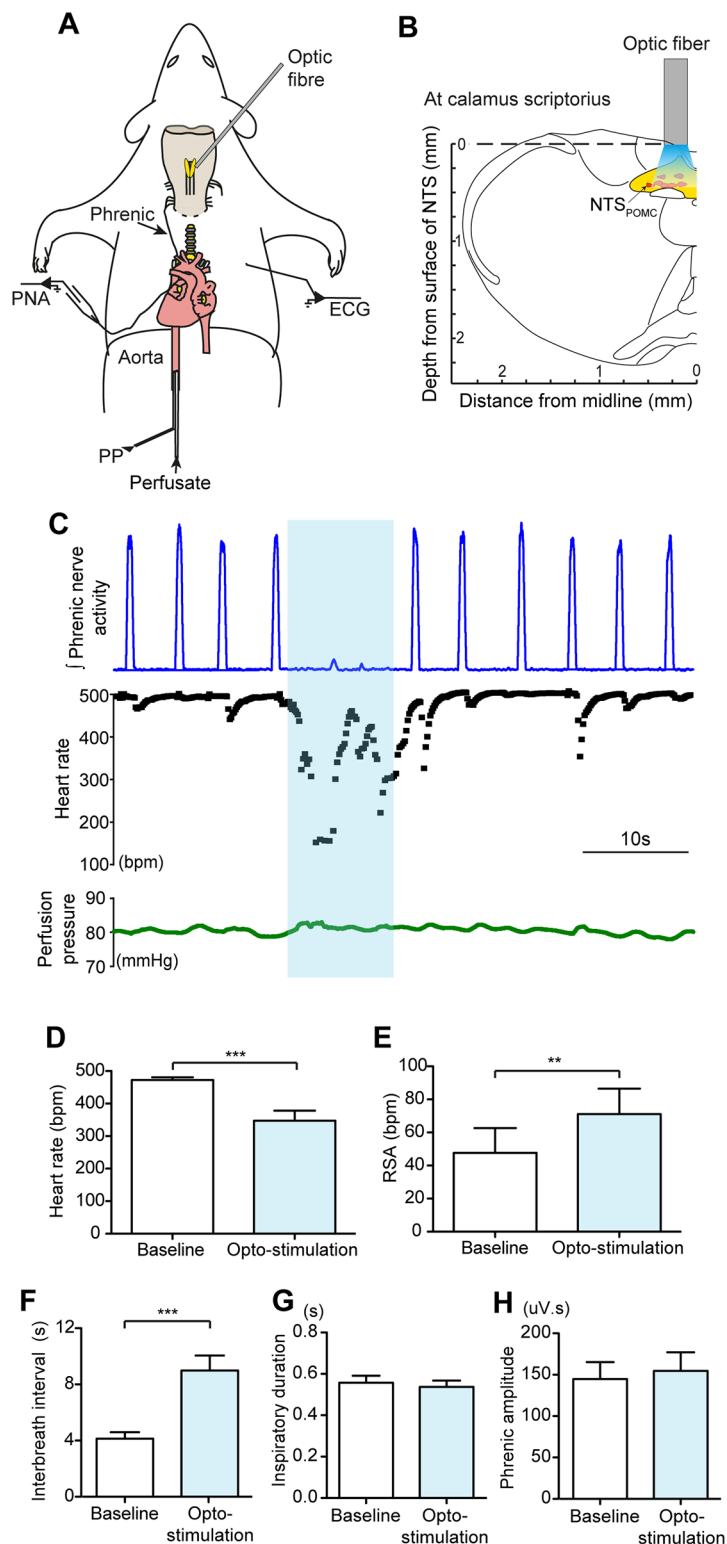 A
Optic
fibre
Phrenic
PNA
ECG
Aorta
PP
Perfusate
B
Optic fiber
At calamus scriptorius
Depth from surface of NTS (mm)
0
1
2
NTSPOMC
2
1
0
Distance from midline (mm)
C
∫ Phrenic nerve
activity
Heart rate
500
400
300
200
100
(bpm)
10s
Perfusion
pressure
90
80
70
(mmHg)
D
***
Heart rate (bpm)
500
400
300
400
100
0
Baseline
Opto-stimulation
E
**
RSA (bpm)
100
80
60
40
20
0
Baseline
Opto-stimulation
F
***
Interbreath interval (s)
12
8
4
0
Baseline
Opto-
stimulation
G
(s)
Inspiratory duration
0.8
0.6
0.4
0.2
0.0
Baseline
Opto-
stimulation
H
(uV.s)
Phrenic amplitude
200
150
100
50
0
Baseline
Opto-
stimulation